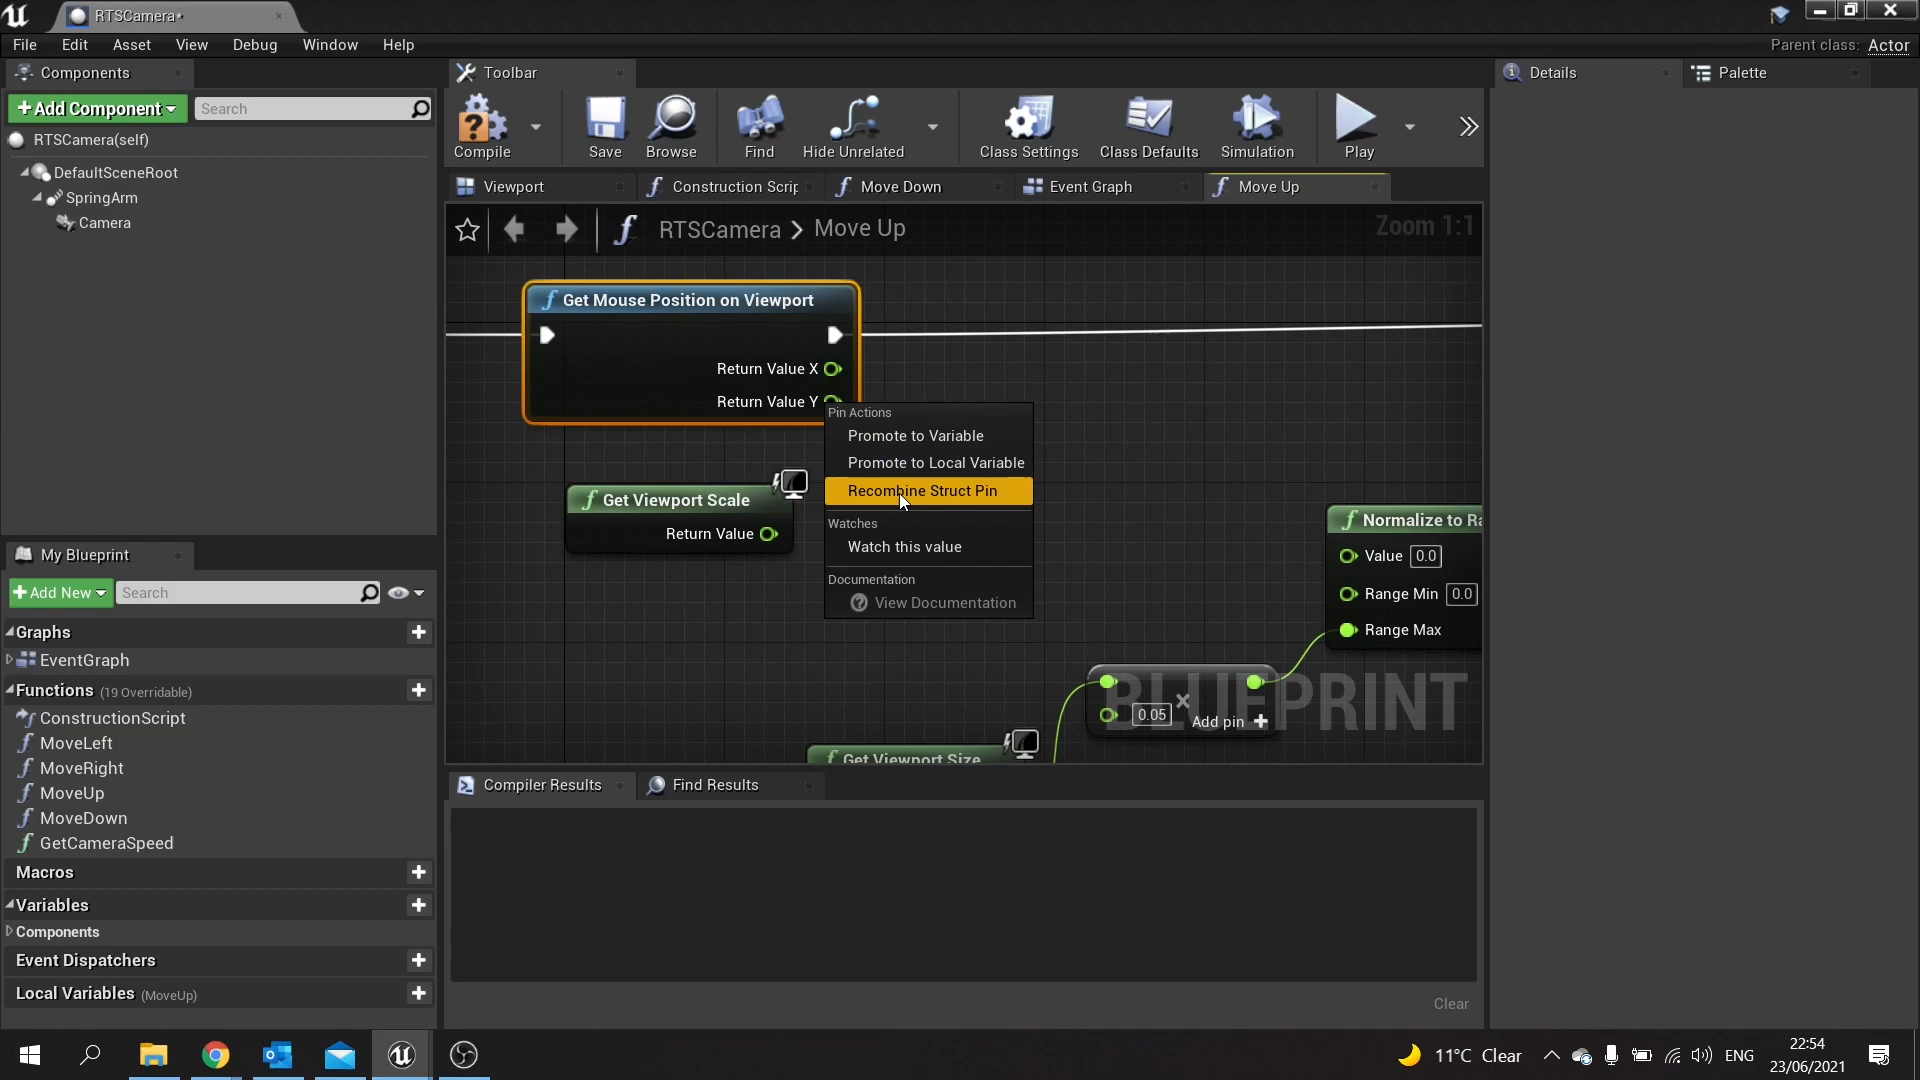 RTSCamera*
File Edit Asset View Debug Window Help
Parent class: Actor
Components
Add Component
Search
RTSCamera(self)
DefaultSceneRoot
SpringArm
Camera
Toolbar
Compile
Save
Browse
Find
Hide Unrelated
Class Settings
Class Defaults
Simulation
Play
Viewport
Construction Scrip
Move Down
Event Graph
Move Up
RTSCamera > Move Up
Zoom 1:1
Get Mouse Position on Viewport
Return Value X
Return Value Y
Get Viewport Scale
Return Value
Pin Actions
Promote to Variable
Promote to Local Variable
Recombine Struct Pin
Watches
Watch this value
Documentation
View Documentation
Normalize to Ra
Value 0.0
Range Min 0.0
Range Max
0.05
Add pin
BLUEPRINT
Get Viewport Size
Details
Palette
My Blueprint
Add New
Search
Graphs
EventGraph
Functions (19 Overridable)
ConstructionScript
MoveLeft
MoveRight
MoveUp
MoveDown
GetCameraSpeed
Macros
Variables
Components
Event Dispatchers
Local Variables (MoveUp)
Compiler Results
Find Results
Clear
11°C Clear
ENG
22:54
23/06/2021